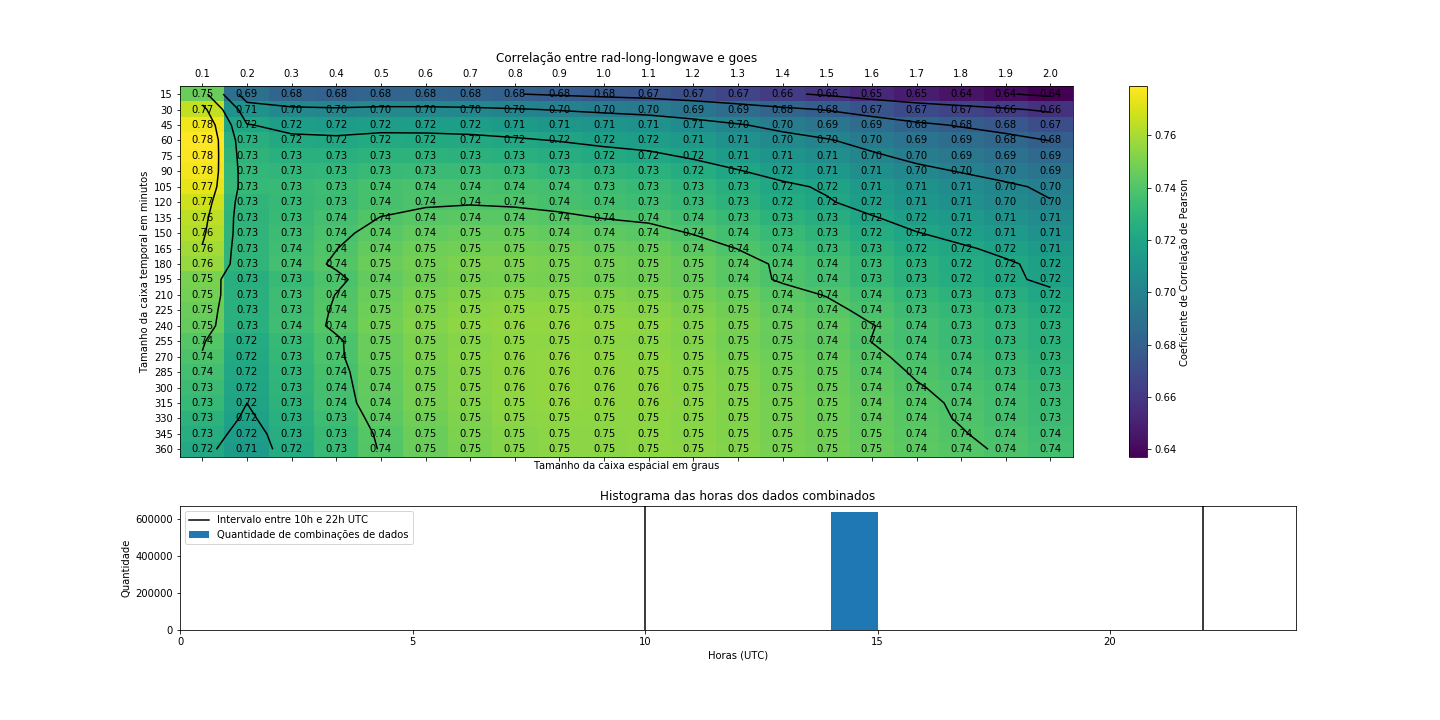 Correlação entre rad-long-longwave e goes
0.1 0.2 0.3 0.4 0.5 0.6 0.7 0.8 0.9 1.0 1.1 1.2 1.3 1.4 1.5 1.6 1.7 1.8 1.9 2.0
15 0.75 0.69 0.68 0.68 0.68 0.68 0.68 0.68 0.68 0.68 0.67 0.67 0.67 0.66 0.66 0.65 0.65 0.64 0.64 0.64
30 0.77 0.71 0.70 0.70 0.70 0.70 0.70 0.70 0.70 0.70 0.70 0.69 0.69 0.68 0.68 0.67 0.67 0.67 0.66 0.66
45 0.78 0.72 0.72 0.72 0.72 0.72 0.72 0.71 0.71 0.71 0.71 0.71 0.70 0.70 0.69 0.69 0.68 0.68 0.68 0.67
60 0.78 0.73 0.72 0.72 0.72 0.72 0.72 0.72 0.72 0.72 0.72 0.71 0.71 0.71 0.70 0.70 0.69 0.69 0.68 0.68
75 0.78 0.73 0.73 0.73 0.73 0.73 0.73 0.73 0.73 0.72 0.72 0.72 0.71 0.71 0.71 0.70 0.70 0.69 0.69 0.69
90 0.78 0.73 0.73 0.73 0.73 0.73 0.73 0.73 0.73 0.73 0.73 0.72 0.72 0.72 0.71 0.71 0.70 0.70 0.70 0.69
105 0.77 0.73 0.73 0.73 0.74 0.74 0.74 0.74 0.74 0.73 0.73 0.73 0.72 0.72 0.72 0.71 0.71 0.71 0.70 0.70
120 0.77 0.73 0.73 0.73 0.74 0.74 0.74 0.74 0.74 0.74 0.73 0.73 0.73 0.72 0.72 0.72 0.71 0.71 0.70 0.70
135 0.77 0.73 0.73 0.74 0.74 0.74 0.74 0.74 0.74 0.74 0.74 0.74 0.73 0.73 0.73 0.72 0.72 0.71 0.71 0.71
150 0.76 0.73 0.73 0.74 0.74 0.75 0.75 0.75 0.74 0.74 0.74 0.74 0.74 0.73 0.73 0.72 0.72 0.72 0.71 0.71
165 0.76 0.73 0.74 0.74 0.74 0.75 0.75 0.75 0.75 0.75 0.75 0.74 0.74 0.74 0.73 0.73 0.72 0.72 0.72 0.71
180 0.76 0.73 0.74 0.74 0.75 0.75 0.75 0.75 0.75 0.75 0.75 0.75 0.74 0.74 0.74 0.73 0.73 0.72 0.72 0.72
195 0.75 0.73 0.73 0.74 0.75 0.75 0.75 0.75 0.75 0.75 0.75 0.75 0.74 0.74 0.74 0.73 0.73 0.72 0.72 0.72
210 0.75 0.73 0.73 0.74 0.75 0.75 0.75 0.75 0.75 0.75 0.75 0.75 0.75 0.74 0.74 0.74 0.73 0.73 0.73 0.72
225 0.75 0.73 0.73 0.74 0.75 0.75 0.75 0.75 0.75 0.75 0.75 0.75 0.75 0.74 0.74 0.74 0.73 0.73 0.73 0.72
240 0.75 0.73 0.74 0.74 0.75 0.75 0.75 0.76 0.76 0.75 0.75 0.75 0.75 0.75 0.74 0.74 0.74 0.73 0.73 0.73
255 0.74 0.72 0.73 0.74 0.75 0.75 0.75 0.75 0.76 0.75 0.75 0.75 0.75 0.75 0.74 0.74 0.74 0.73 0.73 0.73
270 0.74 0.72 0.73 0.74 0.75 0.75 0.75 0.76 0.76 0.75 0.75 0.75 0.75 0.75 0.75 0.74 0.74 0.74 0.73 0.73
285 0.74 0.72 0.73 0.74 0.74 0.75 0.75 0.76 0.76 0.76 0.76 0.75 0.75 0.75 0.75 0.74 0.74 0.74 0.73 0.73
300 0.73 0.72 0.73 0.74 0.74 0.75 0.75 0.76 0.76 0.76 0.76 0.75 0.75 0.75 0.75 0.74 0.74 0.74 0.74 0.73
315 0.73 0.72 0.73 0.74 0.74 0.75 0.75 0.75 0.76 0.76 0.76 0.75 0.75 0.75 0.75 0.75 0.74 0.74 0.74 0.73
330 0.73 0.72 0.73 0.73 0.74 0.75 0.75 0.75 0.75 0.75 0.75 0.75 0.75 0.75 0.75 0.75 0.74 0.74 0.74 0.74
345 0.73 0.72 0.73 0.73 0.74 0.75 0.75 0.75 0.75 0.75 0.75 0.75 0.75 0.75 0.75 0.75 0.74 0.74 0.74 0.74
360 0.72 0.71 0.72 0.73 0.74 0.75 0.75 0.75 0.75 0.75 0.75 0.75 0.75 0.75 0.75 0.75 0.75 0.74 0.74 0.74
Tamanho da caixa temporal em minutos
Tamanho da caixa espacial em graus
0.76
0.74
0.72
0.70
0.68
0.66
0.64
Coeficiente de Correlação de Pearson
Histograma das horas dos dados combinados
Intervalo entre 10h e 22h UTC
Quantidade de combinações de dados
600000
400000
200000
0
Quantidade
0 5 10 15 20
Horas (UTC)